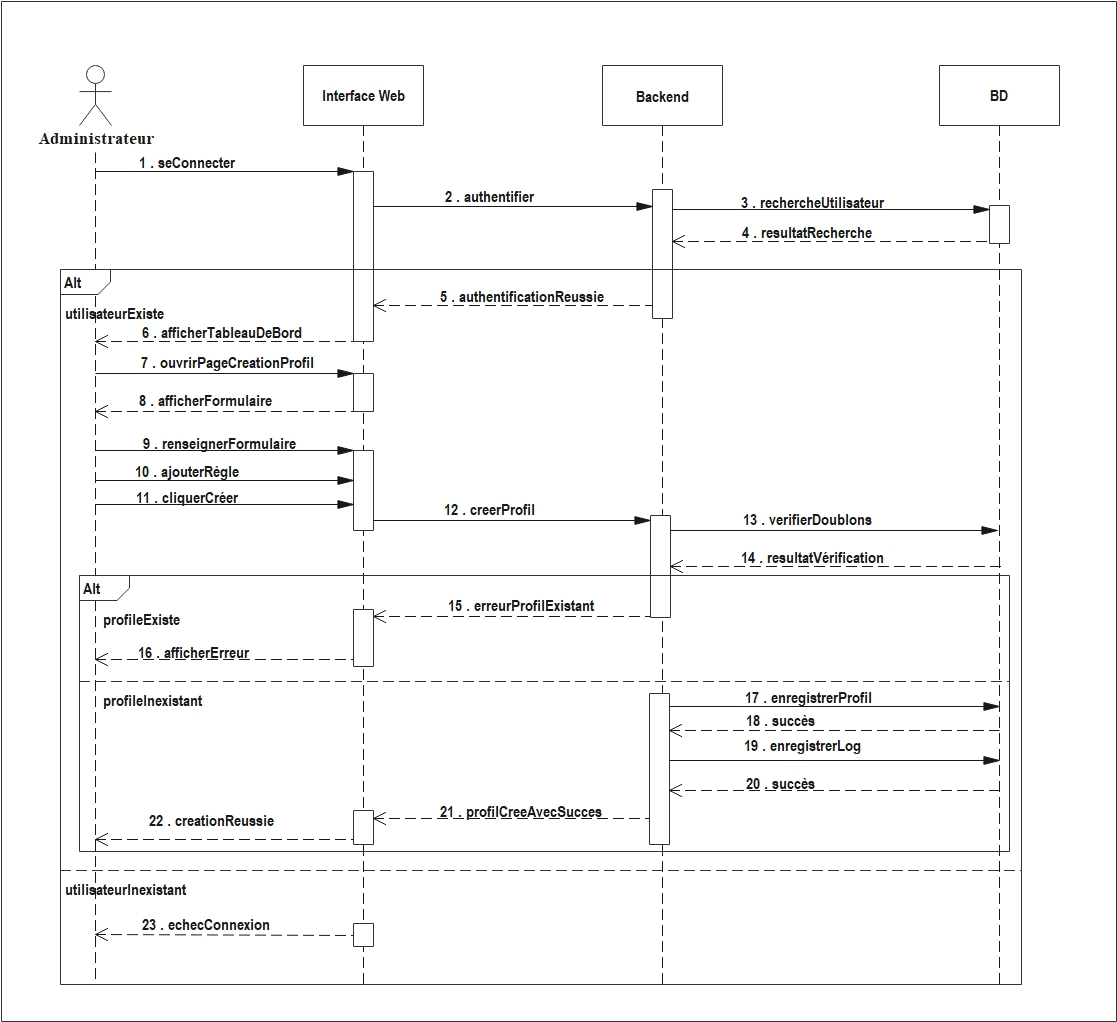 Administrateur
Interface Web
Backend
BD
1 . seConnecter
2 . authentifier
3 . rechercheUtilisateur
4 . resultatRecherche
Alt
5 . authentificationReussie
utilisateurExiste
6 . afficherTableauDeBord
7 . ouvrirPageCreationProfil
8 . afficherFormulaire
9 . renseignerFormulaire
10 . ajouterRègle
11 . cliquerCréer
12 . creerProfil
13 . verifierDoublons
14 . resultatVérification
Alt
15 . erreurProfilExistant
profileExiste
16 . afficherErreur
profileInexistant
17 . enregistrerProfil
18 . succès
19 . enregistrerLog
20 . succès
21 . profilCreeAvecSucces
22 . creationReussie
utilisateurInexistant
23 . echecConnexion